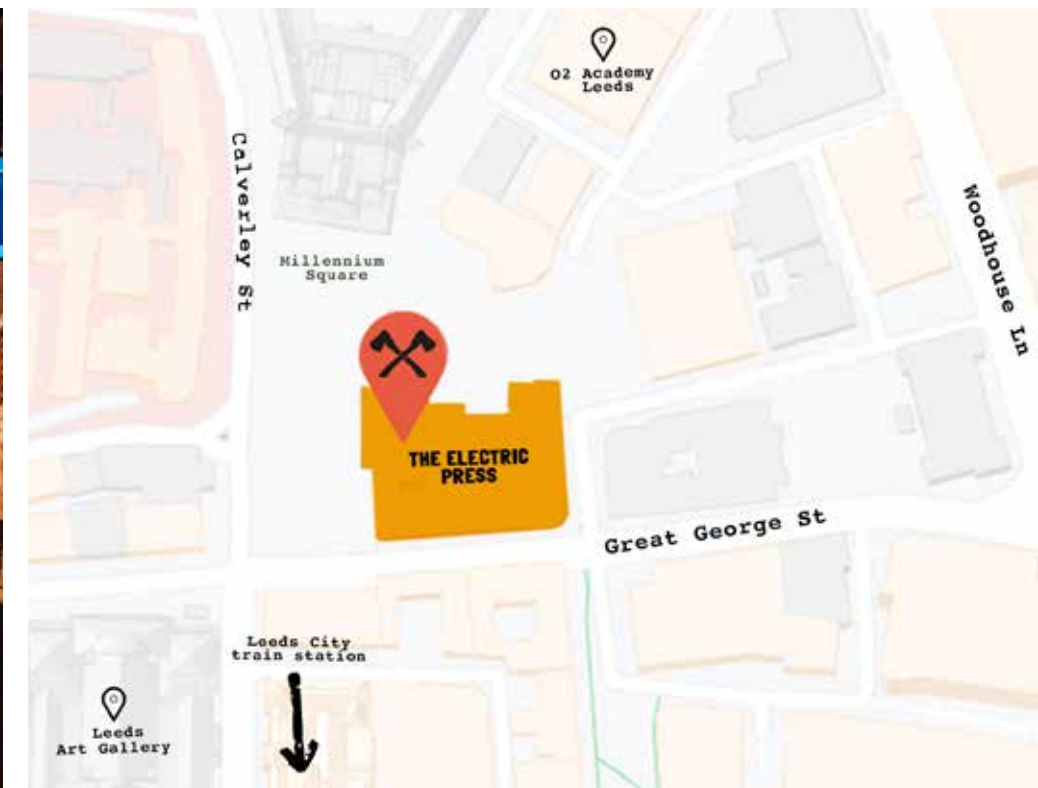 O2 Academy
Leeds
Calverley St
Woodhouse Ln
Millennium
Square
THE ELECTRIC
PRESS
Great George St
Leeds City
train station
Leeds
Art Gallery